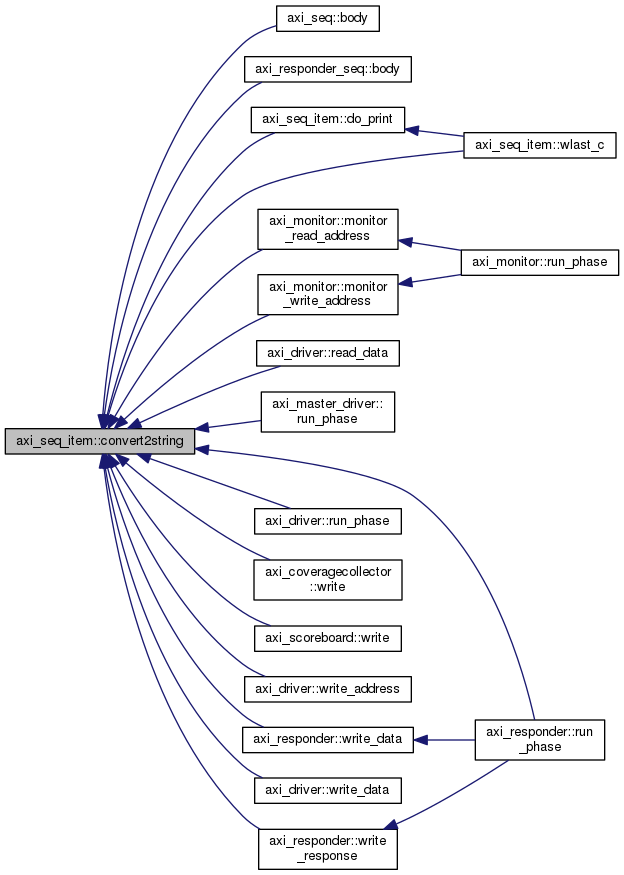 axi_seq::body
axi_responder_seq::body
axi_seq_item::do_print
axi_seq_item::wlast_c
axi_monitor::monitor
_read_address
axi_monitor::run_phase
axi_monitor::monitor
_write_address
axi_driver::read_data
axi_master_driver::
run_phase
axi_seq_item::convert2string
axi_driver::run_phase
axi_coveragecollector
::write
axi_scoreboard::write
axi_driver::write_address
axi_responder::write_data
axi_responder::run
_phase
axi_driver::write_data
axi_responder::write
_response